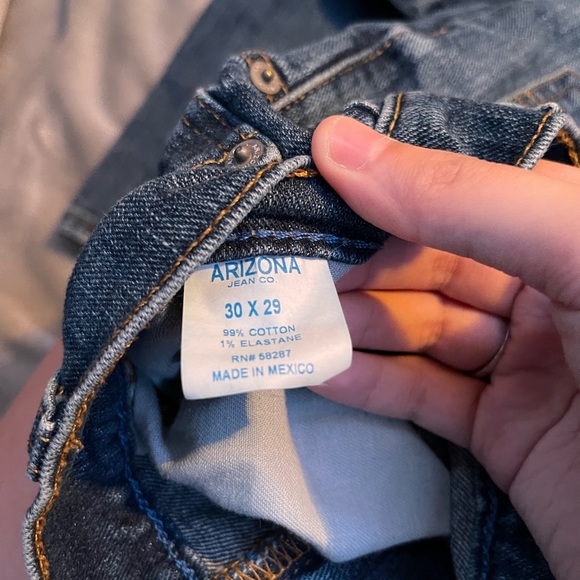 ARIZONA
JEAN CO.
30 X 29
99% COTTON
1% ELASTANE
RN# 58287
MADE IN MEXICO